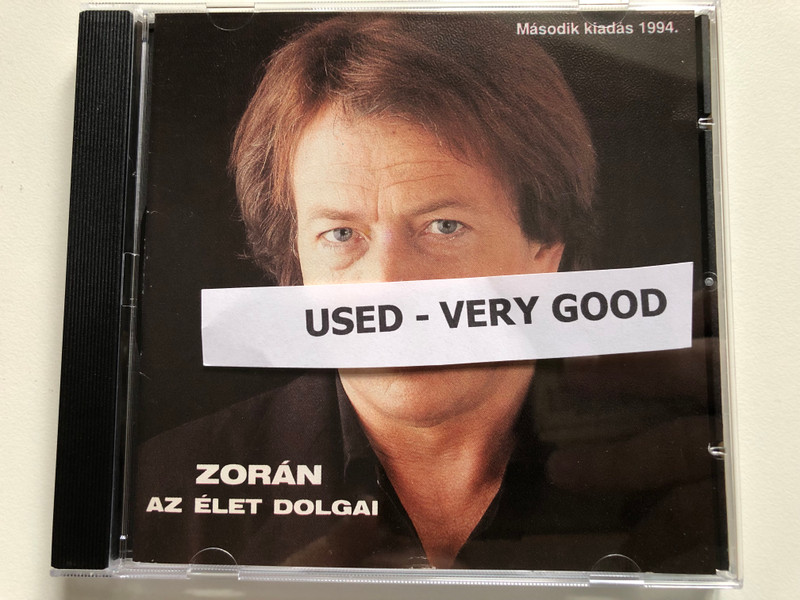 Második kiadás 1994.
USED - VERY GOOD
ZORÁN
AZ ÉLET DOLGAI